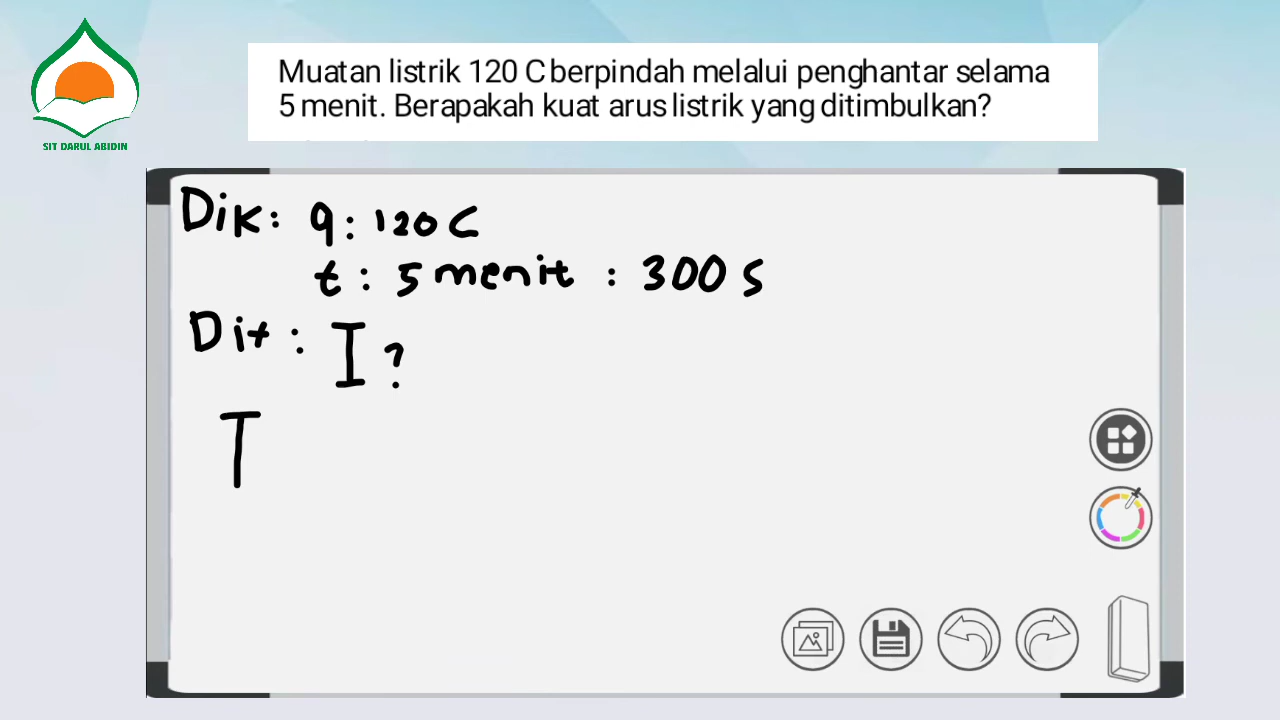 SIT DARUL ABIDIN
Muatan listrik 120 C berpindah melalui penghantar selama
5 menit. Berapakah kuat arus listrik yang ditimbulkan?
Dik: q: 120 C
t: 5 menit : 300 S
Dit: I?
T